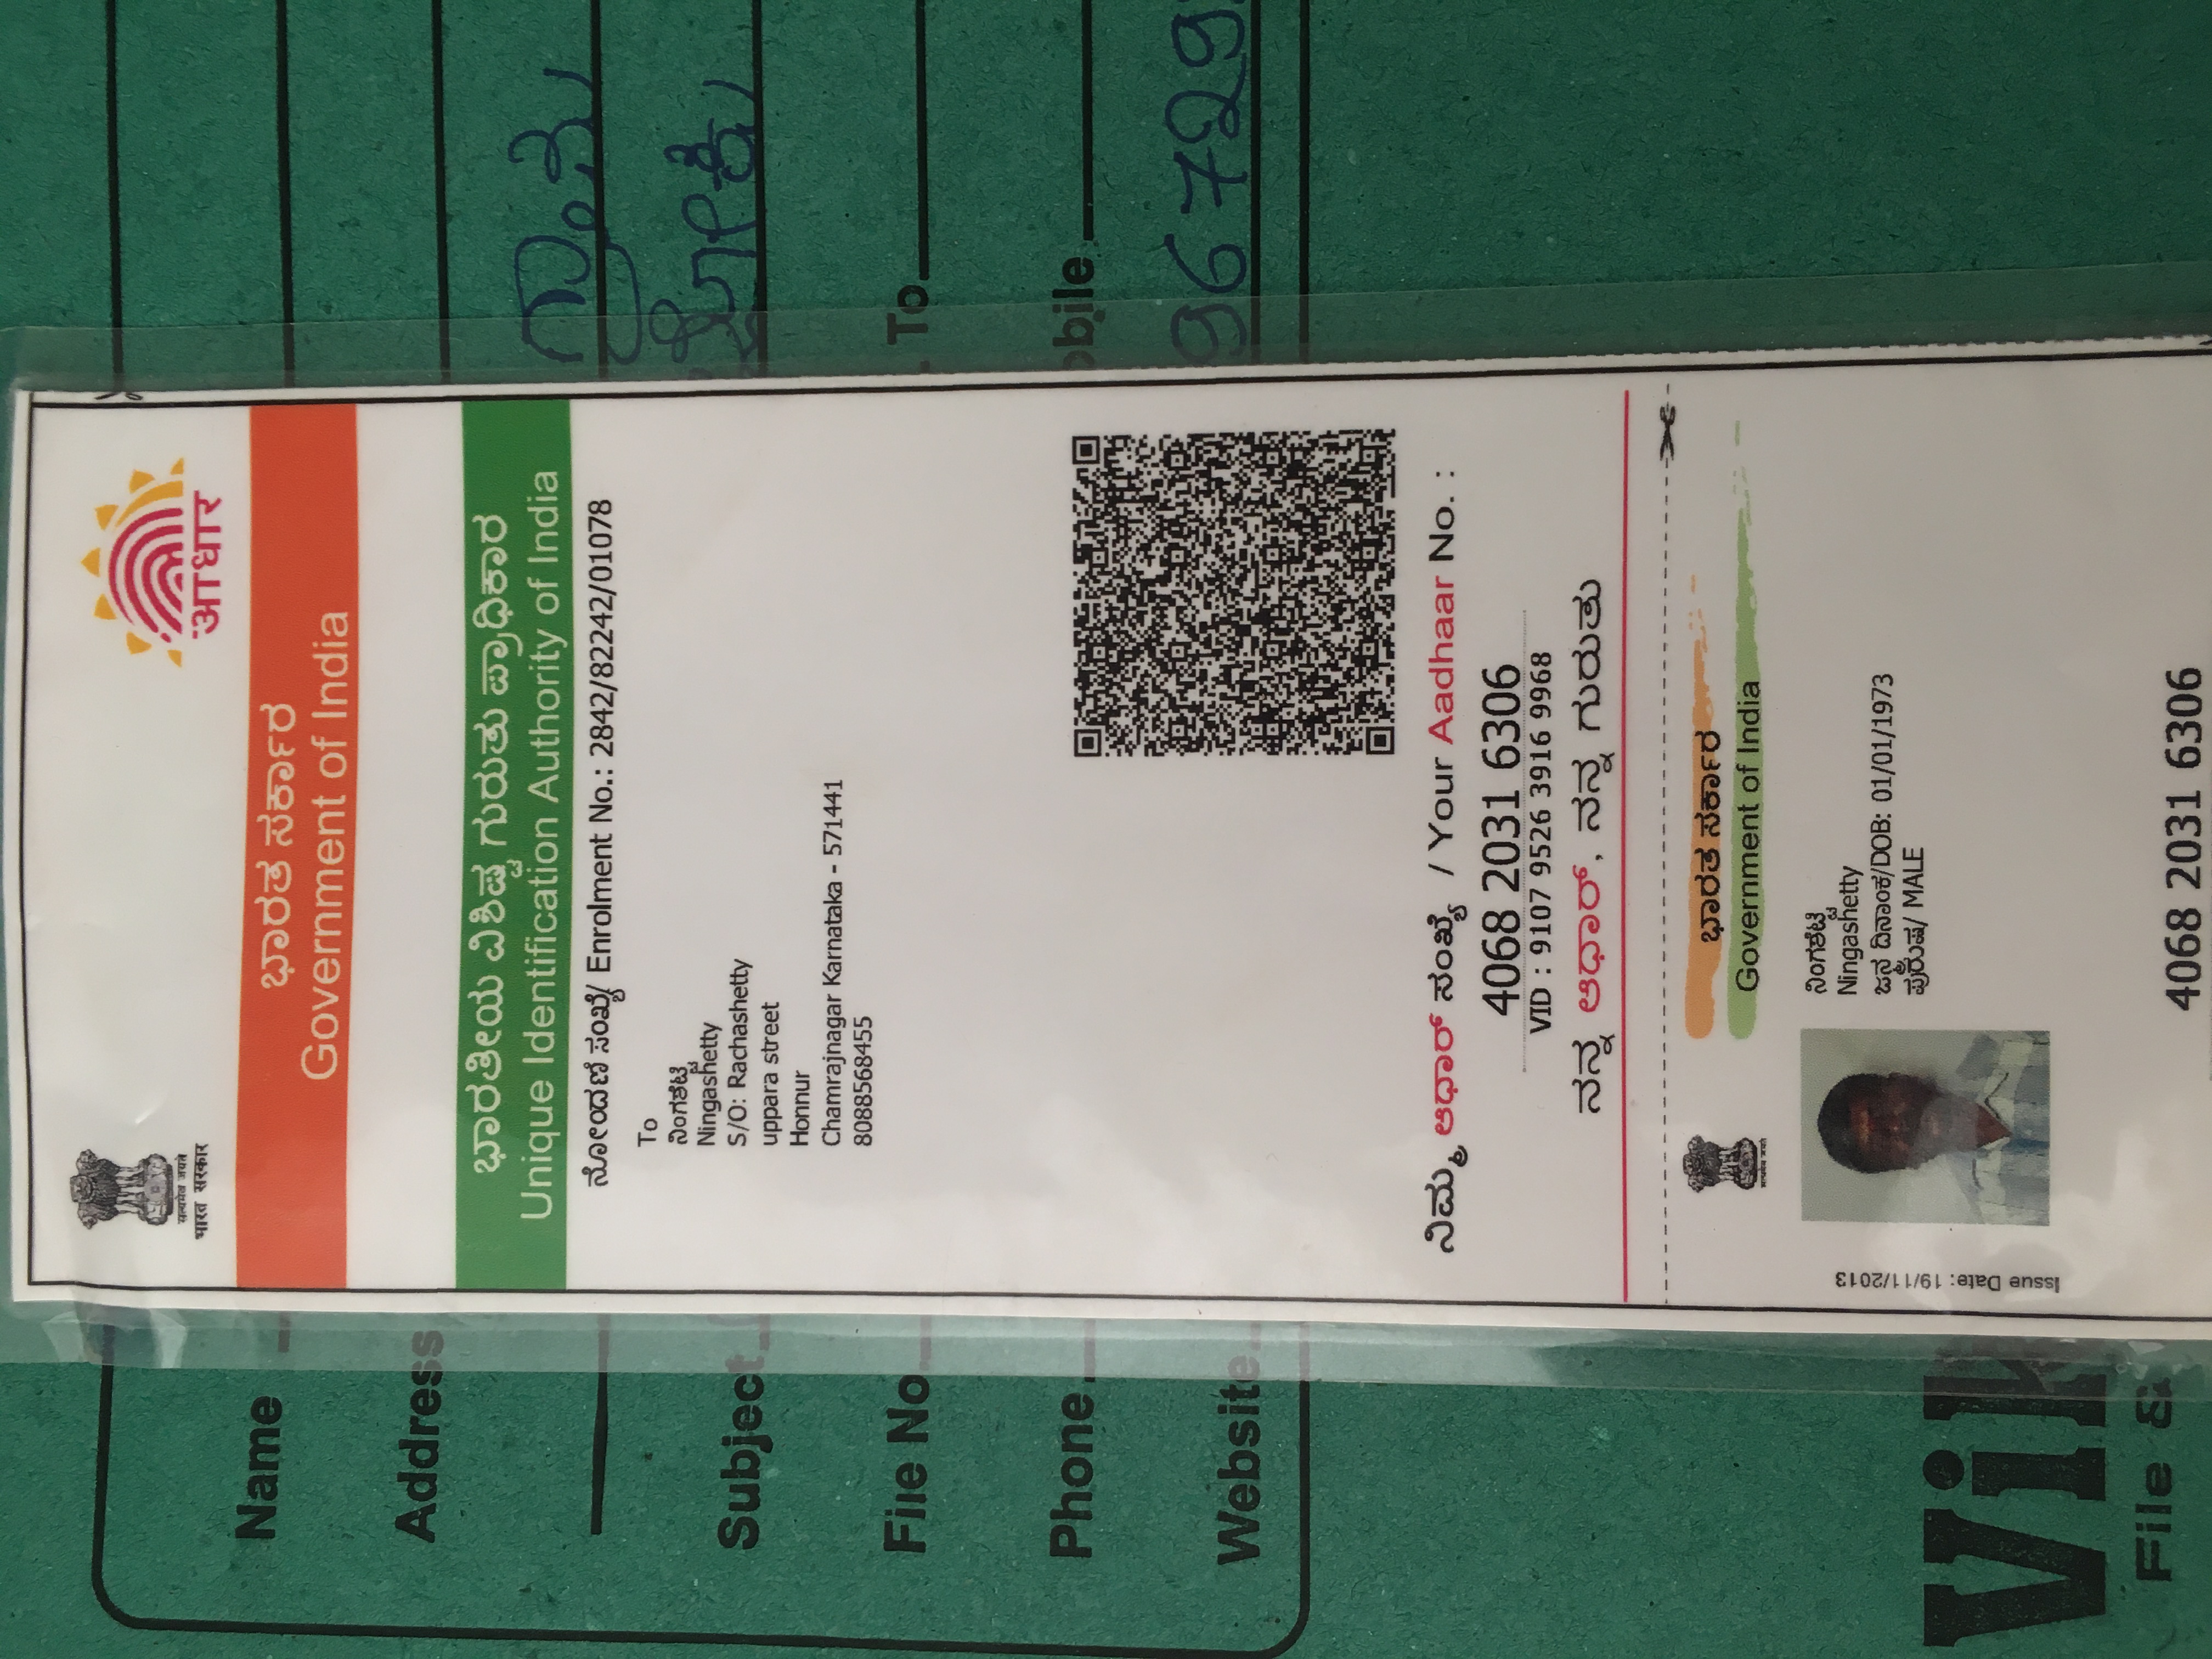 सत्यमेव जयते
भारत सरकार
आधार
ಭಾರತ ಸರ್ಕಾರ
Government of India
ಭಾರತೀಯ ವಿಶಿಷ್ಟ ಗುರುತು ಪ್ರಾಧಿಕಾರ
Unique Identification Authority of India
ನೋಂದಣಿ ಸಂಖ್ಯೆ/ Enrolment No.: 2842/82242/01078
To
ನಿಂಗಶೆಟ್ಟಿ
Ningashetty
S/O: Rachashetty
uppara street
Honnur
Chamrajnagar Karnataka - 571441
8088568455
ನಿಮ್ಮ ಆಧಾರ್ ಸಂಖ್ಯೆ / Your Aadhaar No. :
4068 2031 6306
VID : 9107 9526 3916 9968
ನನ್ನ ಆಧಾರ್, ನನ್ನ ಗುರುತು
ಭಾರತ ಸರ್ಕಾರ
Government of India
Issue Date: 19/11/2013
ನಿಂಗಶೆಟ್ಟಿ
Ningashetty
ಜನ್ಮ ದಿನಾಂಕ/DOB: 01/01/1973
ಪುರುಷ/ MALE
4068 2031 6306
Name
Address
Subject
File No. To
Phone obile
Website 96729
Vik
File &